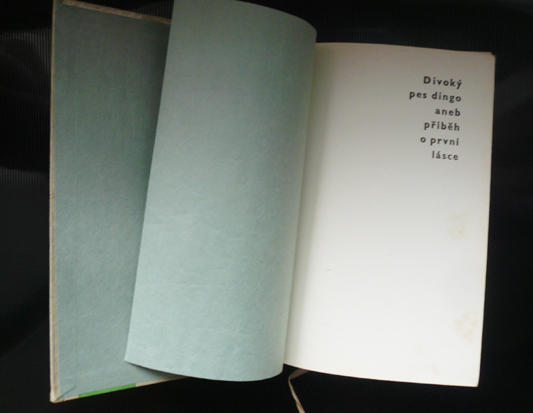 Divoký
pes dingo
aneb
příběh
o první
lásce